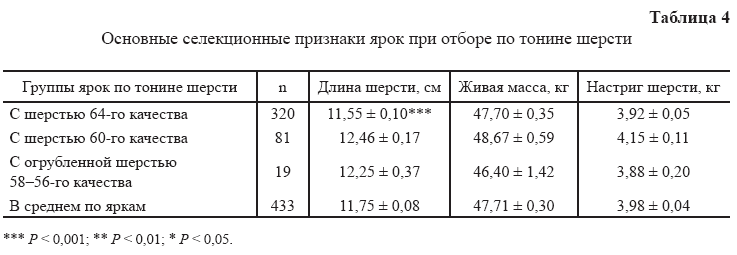 Таблица 4
Основные селекционные признаки ярок при отборе по тонине шерсти
Группы ярок по тонине шерсти n Длина шерсти, см Живая масса, кг Настриг шерсти, кг
С шерстью 64-го качества 320 11,55 ± 0,10*** 47,70 ± 0,35 3,92 ± 0,05
С шерстью 60-го качества 81 12,46 ± 0,17 48,67 ± 0,59 4,15 ± 0,11
С огрубленной шерстью
58–56-го качества 19 12,25 ± 0,37 46,40 ± 1,42 3,88 ± 0,20
В среднем по яркам 433 11,75 ± 0,08 47,71 ± 0,30 3,98 ± 0,04
*** P < 0,001; ** P < 0,01; * P < 0,05.